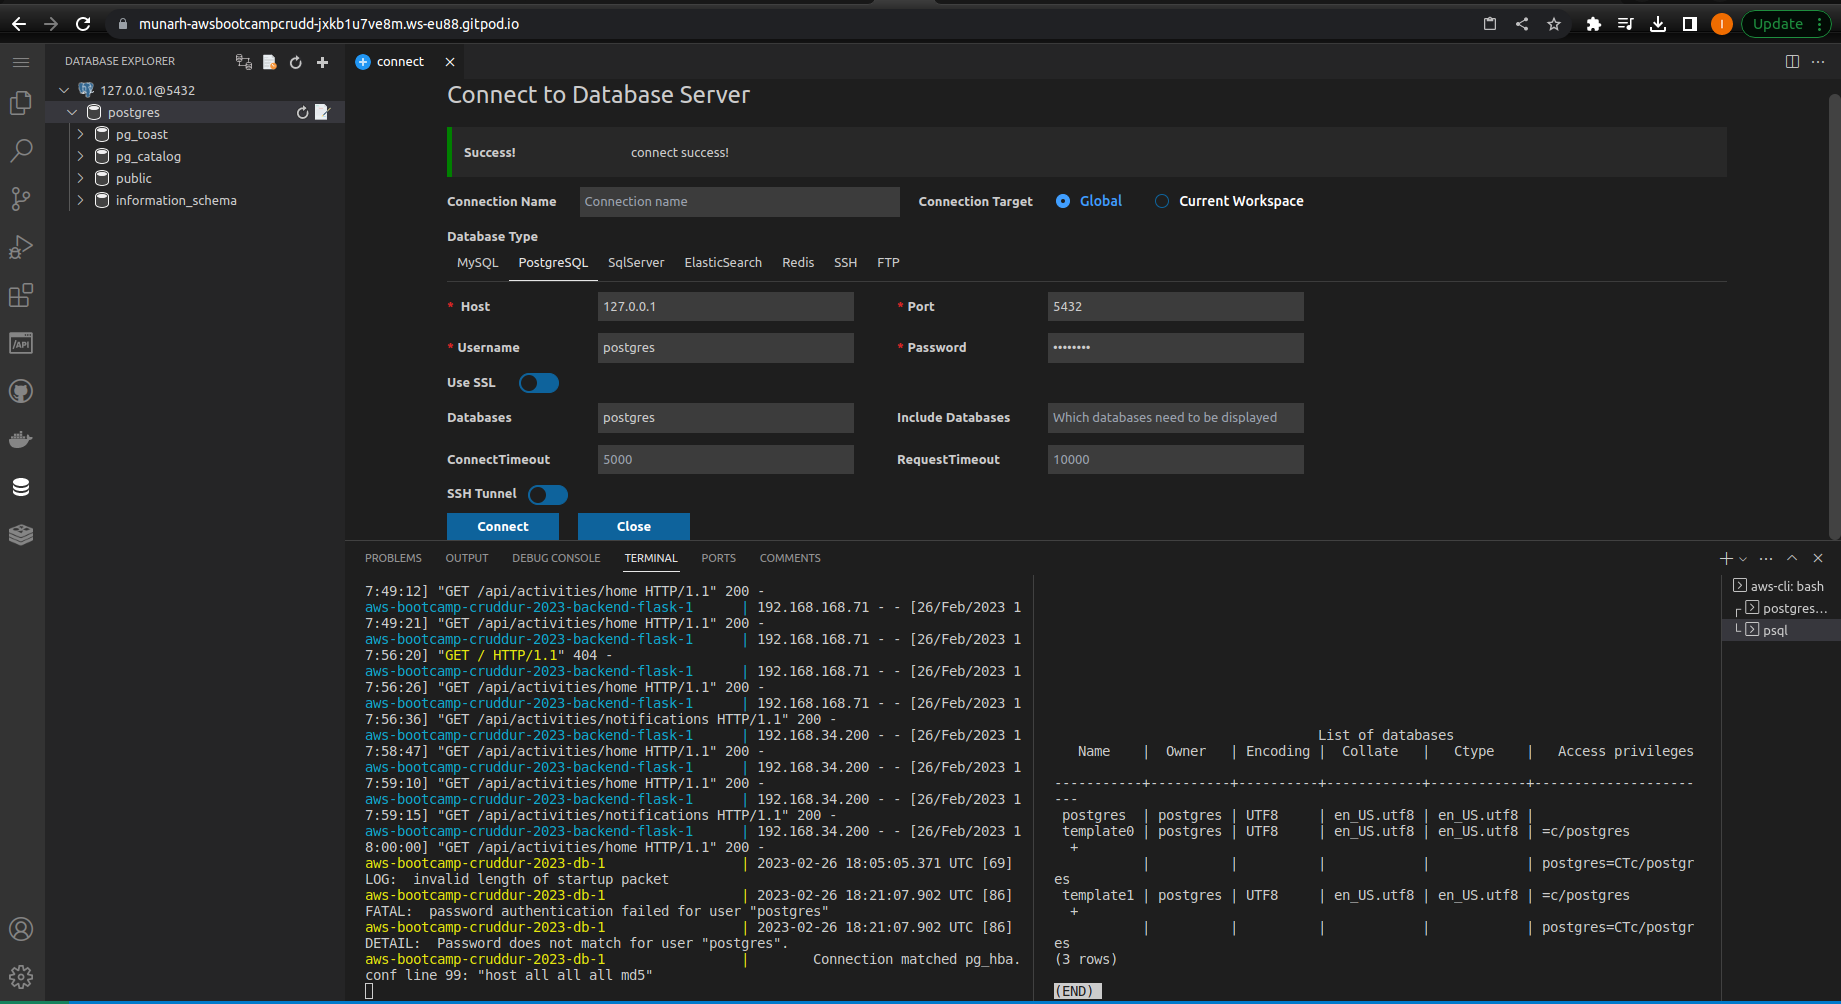 munarh-awsbootcampcrudd-jxkb1u7ve8m.ws-eu88.gitpod.io
I
Update
DATABASE EXPLORER
127.0.0.1@5432
postgres
pg_toast
pg_catalog
public
information_schema
/API
connect
Connect to Database Server
Success! connect success!
Connection Name Connection name Connection Target Global Current Workspace
Database Type
MySQL PostgreSQL SqlServer ElasticSearch Redis SSH FTP
* Host 127.0.0.1 * Port 5432
* Username postgres * Password ••••••••
Use SSL
Databases postgres Include Databases Which databases need to be displayed
ConnectTimeout 5000 RequestTimeout 10000
SSH Tunnel
Connect Close
PROBLEMS OUTPUT DEBUG CONSOLE TERMINAL PORTS COMMENTS
7:49:12] "GET /api/activities/home HTTP/1.1" 200 -
aws-bootcamp-cruddur-2023-backend-flask-1 | 192.168.168.71 - - [26/Feb/2023 1
7:49:21] "GET /api/activities/home HTTP/1.1" 200 -
aws-bootcamp-cruddur-2023-backend-flask-1 | 192.168.168.71 - - [26/Feb/2023 1
7:56:20] "GET / HTTP/1.1" 404 -
aws-bootcamp-cruddur-2023-backend-flask-1 | 192.168.168.71 - - [26/Feb/2023 1
7:56:26] "GET /api/activities/home HTTP/1.1" 200 -
aws-bootcamp-cruddur-2023-backend-flask-1 | 192.168.168.71 - - [26/Feb/2023 1
7:56:36] "GET /api/activities/notifications HTTP/1.1" 200 -
aws-bootcamp-cruddur-2023-backend-flask-1 | 192.168.34.200 - - [26/Feb/2023 1
7:58:47] "GET /api/activities/home HTTP/1.1" 200 -
aws-bootcamp-cruddur-2023-backend-flask-1 | 192.168.34.200 - - [26/Feb/2023 1
7:59:10] "GET /api/activities/home HTTP/1.1" 200 -
aws-bootcamp-cruddur-2023-backend-flask-1 | 192.168.34.200 - - [26/Feb/2023 1
7:59:15] "GET /api/activities/notifications HTTP/1.1" 200 -
aws-bootcamp-cruddur-2023-backend-flask-1 | 192.168.34.200 - - [26/Feb/2023 1
8:00:00] "GET /api/activities/home HTTP/1.1" 200 -
aws-bootcamp-cruddur-2023-db-1 | 2023-02-26 18:05:05.371 UTC [69]
LOG:  invalid length of startup packet
aws-bootcamp-cruddur-2023-db-1 | 2023-02-26 18:21:07.902 UTC [86]
FATAL:  password authentication failed for user "postgres"
aws-bootcamp-cruddur-2023-db-1 | 2023-02-26 18:21:07.902 UTC [86]
DETAIL:  Password does not match for user "postgres".
aws-bootcamp-cruddur-2023-db-1 | Connection matched pg_hba.
conf line 99: "host all all all md5"
List of databases
Name | Owner | Encoding | Collate | Ctype | Access privileges
-----------+----------+----------+------------+------------+--------------------
---
postgres | postgres | UTF8 | en_US.utf8 | en_US.utf8 |
template0 | postgres | UTF8 | en_US.utf8 | en_US.utf8 | =c/postgres
+
| | | | | postgres=CTc/postgr
es
template1 | postgres | UTF8 | en_US.utf8 | en_US.utf8 | =c/postgres
+
| | | | | postgres=CTc/postgr
es
(3 rows)
(END)
aws-cli: bash
postgres...
psql